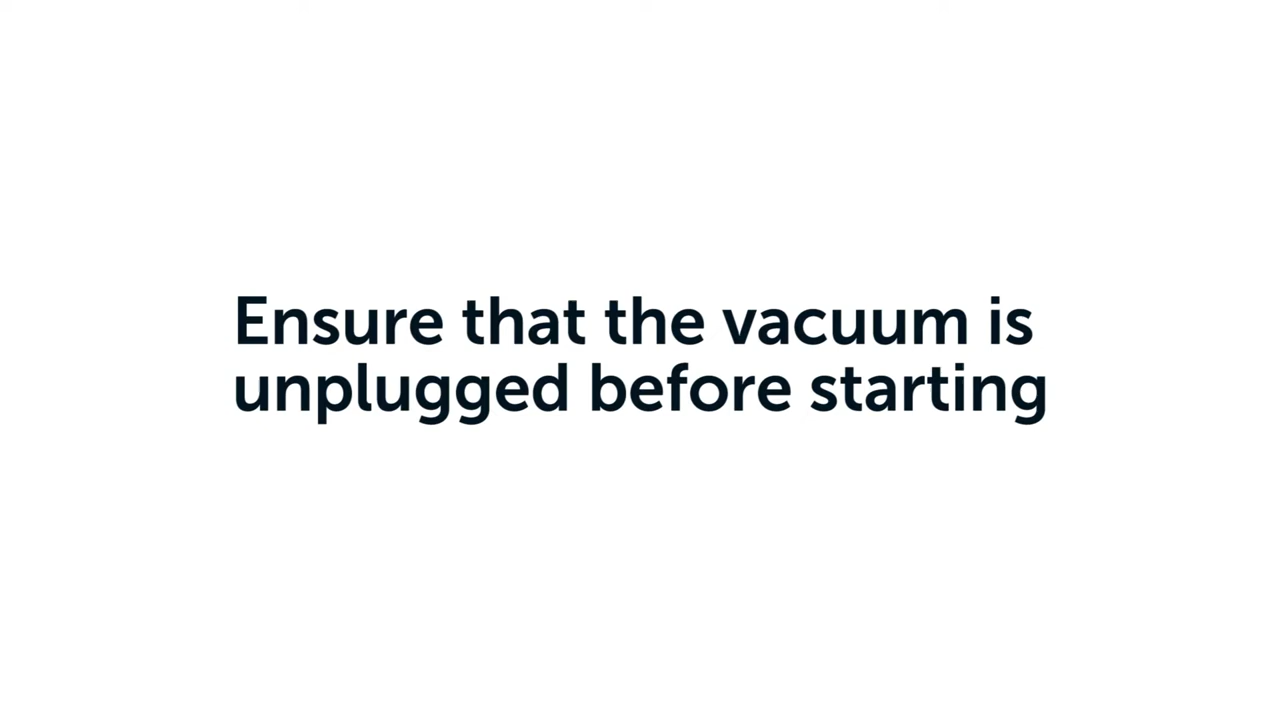 Ensure that the vacuum is
unplugged before starting